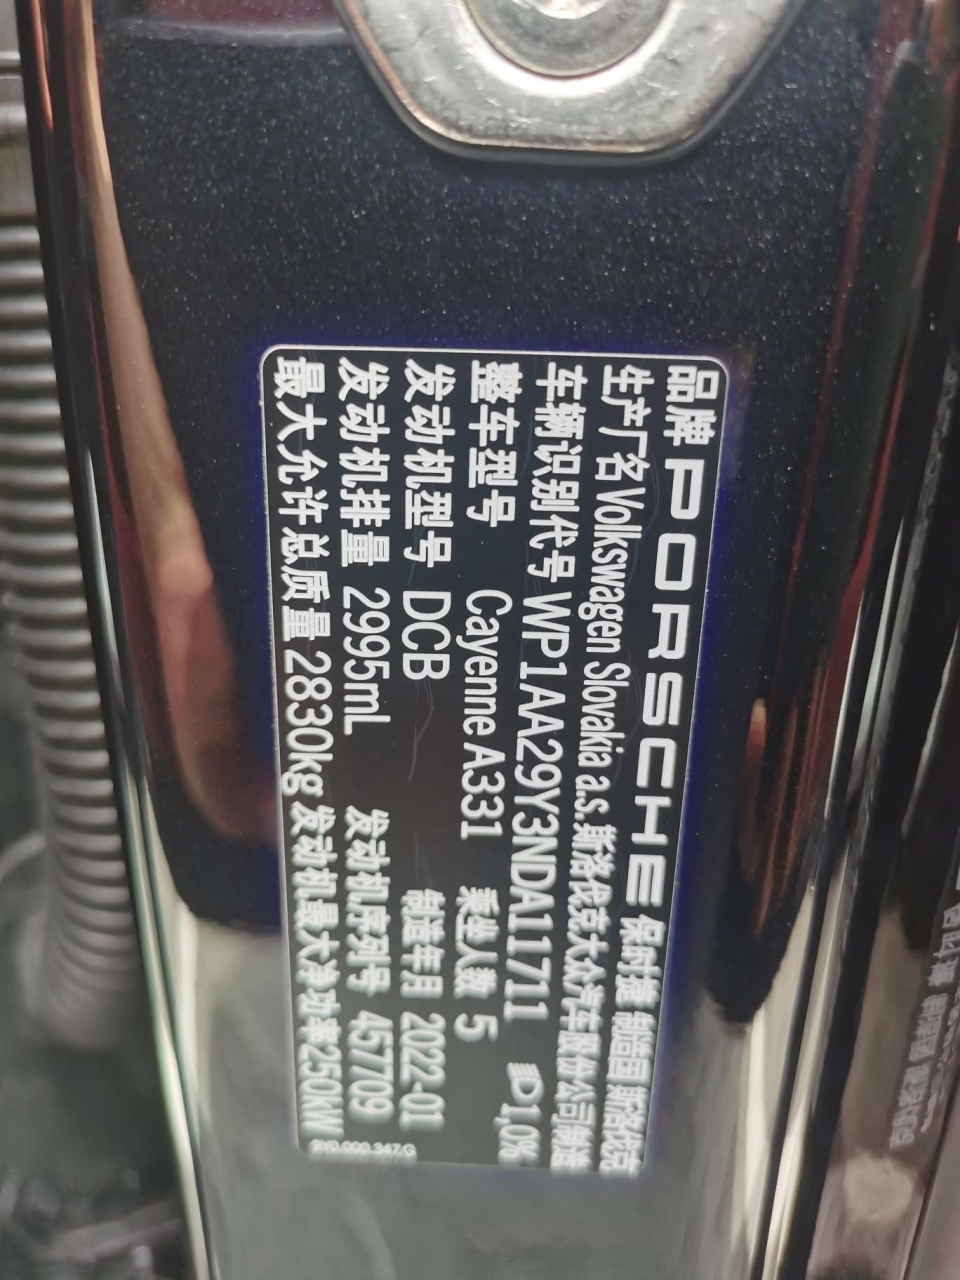 品牌 PORSCHE 保时捷 制造国 斯洛伐克
生产厂名 Volkswagen Slovakia a.s. 斯洛伐克大众汽车股份公司制造
车辆识别代号 WP1AA29Y3NDA11711 1,0%
整车型号 Cayenne A331 乘坐人数 5
发动机型号 DCB 制造年月 2022-01
发动机排量 2995mL 发动机序列号 457709
最大允许总质量 2830kg 发动机最大净功率 250kW